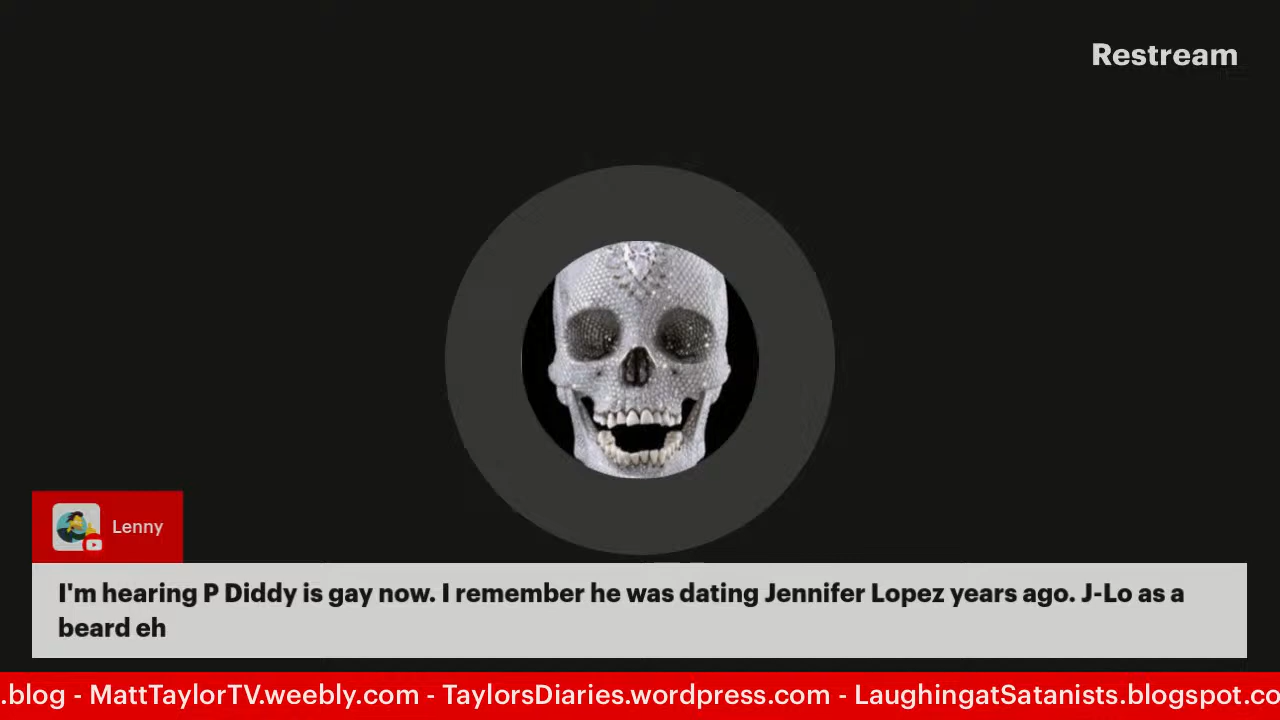 Restream
Lenny
I'm hearing P Diddy is gay now. I remember he was dating Jennifer Lopez years ago. J-Lo as a
beard eh
.blog - MattTaylorTV.weebly.com - TaylorsDiaries.wordpress.com - LaughingatSatanists.blogspot.co